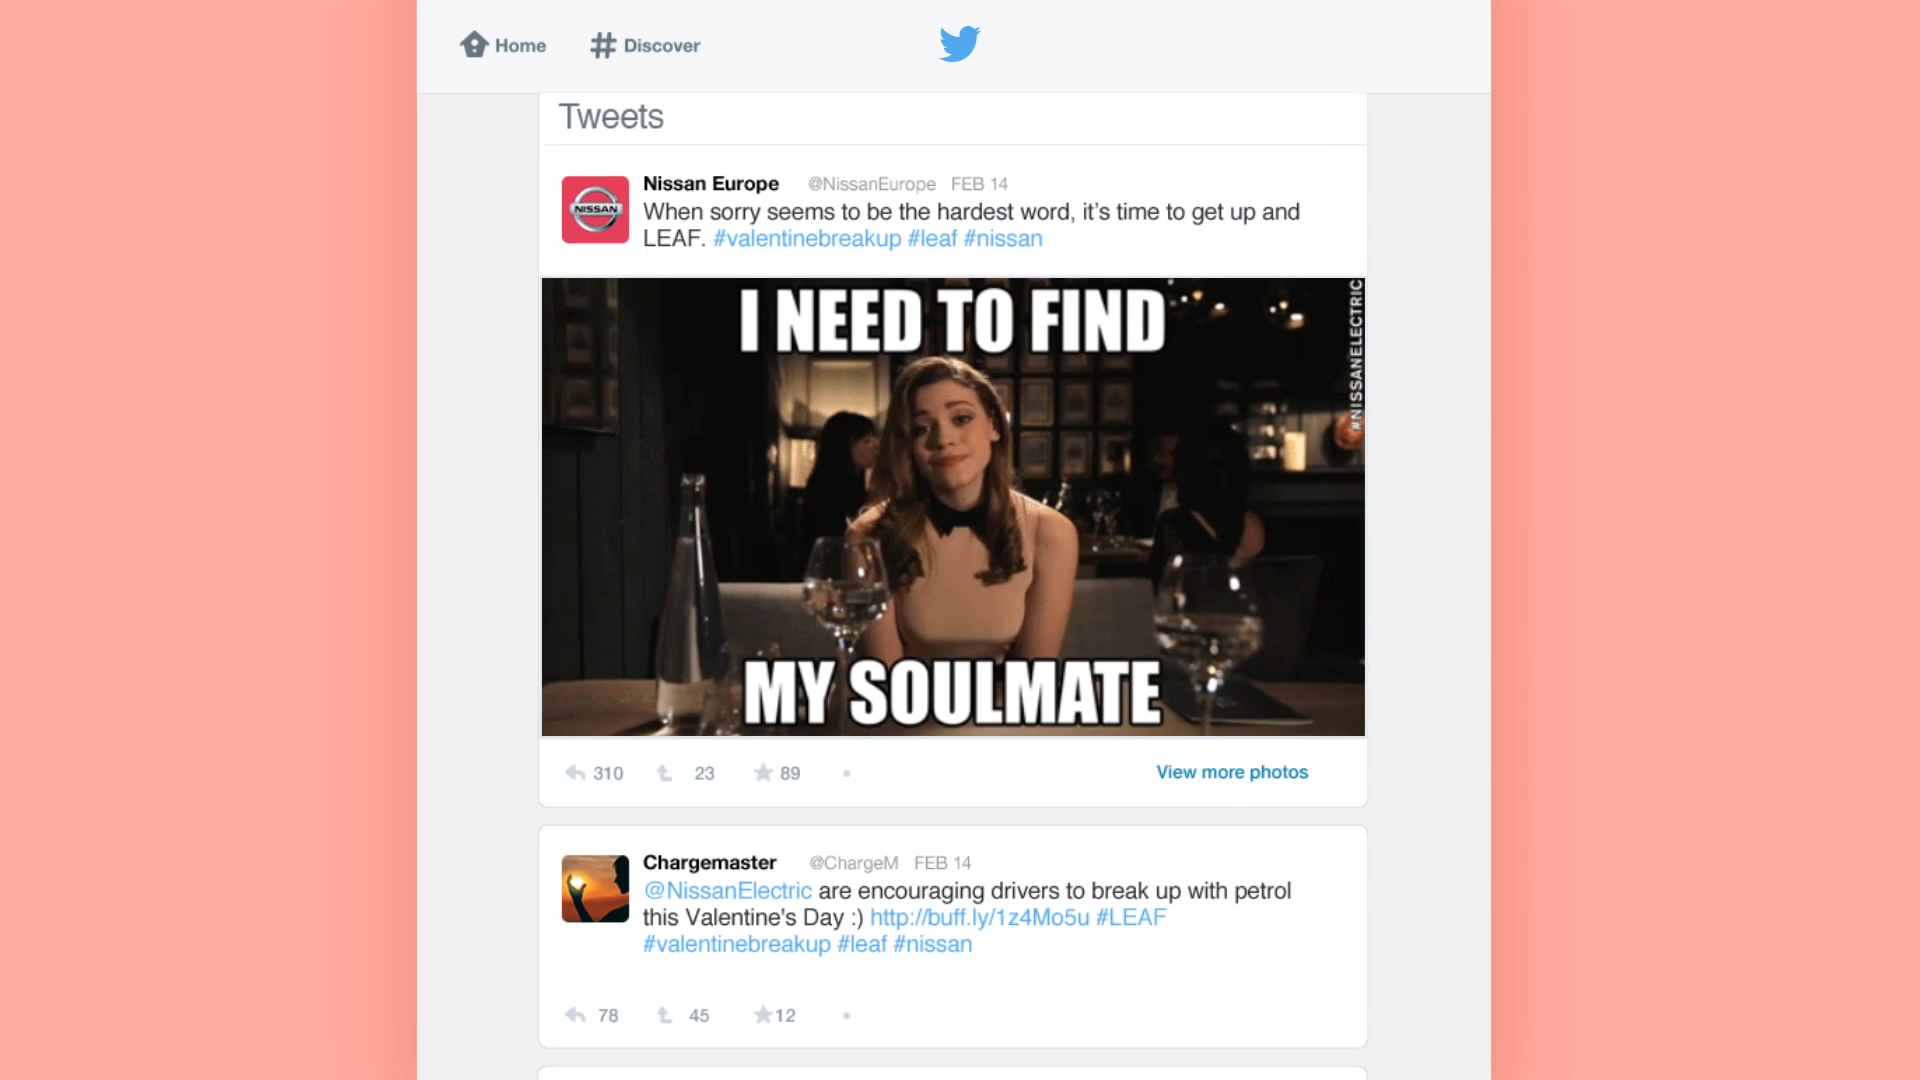 Home
Discover
Tweets
Nissan Europe @NissanEurope FEB 14
NISSAN
When sorry seems to be the hardest word, it’s time to get up and
LEAF. #valentinebreakup #leaf #nissan
I NEED TO FIND
#NISSANELECTRIC
MY SOULMATE
310 23 89
View more photos
Chargemaster @ChargeM FEB 14
@NissanElectric are encouraging drivers to break up with petrol
this Valentine's Day :) http://buff.ly/1z4Mo5u #LEAF
#valentinebreakup #leaf #nissan
78 45 12